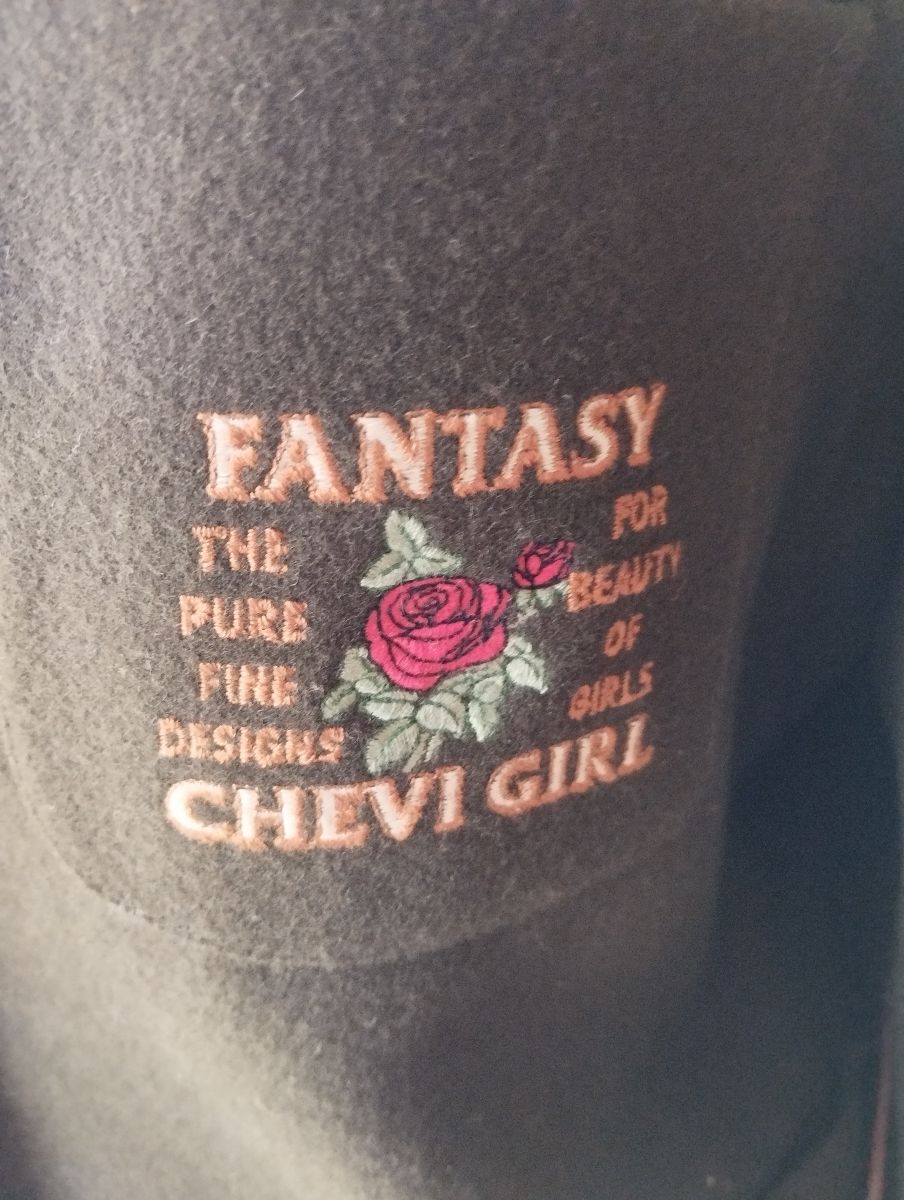 FANTASY
THE
PURE
FINE
DESIGNS
FOR
BEAUTY
OF
GIRLS
CHEVI GIRL